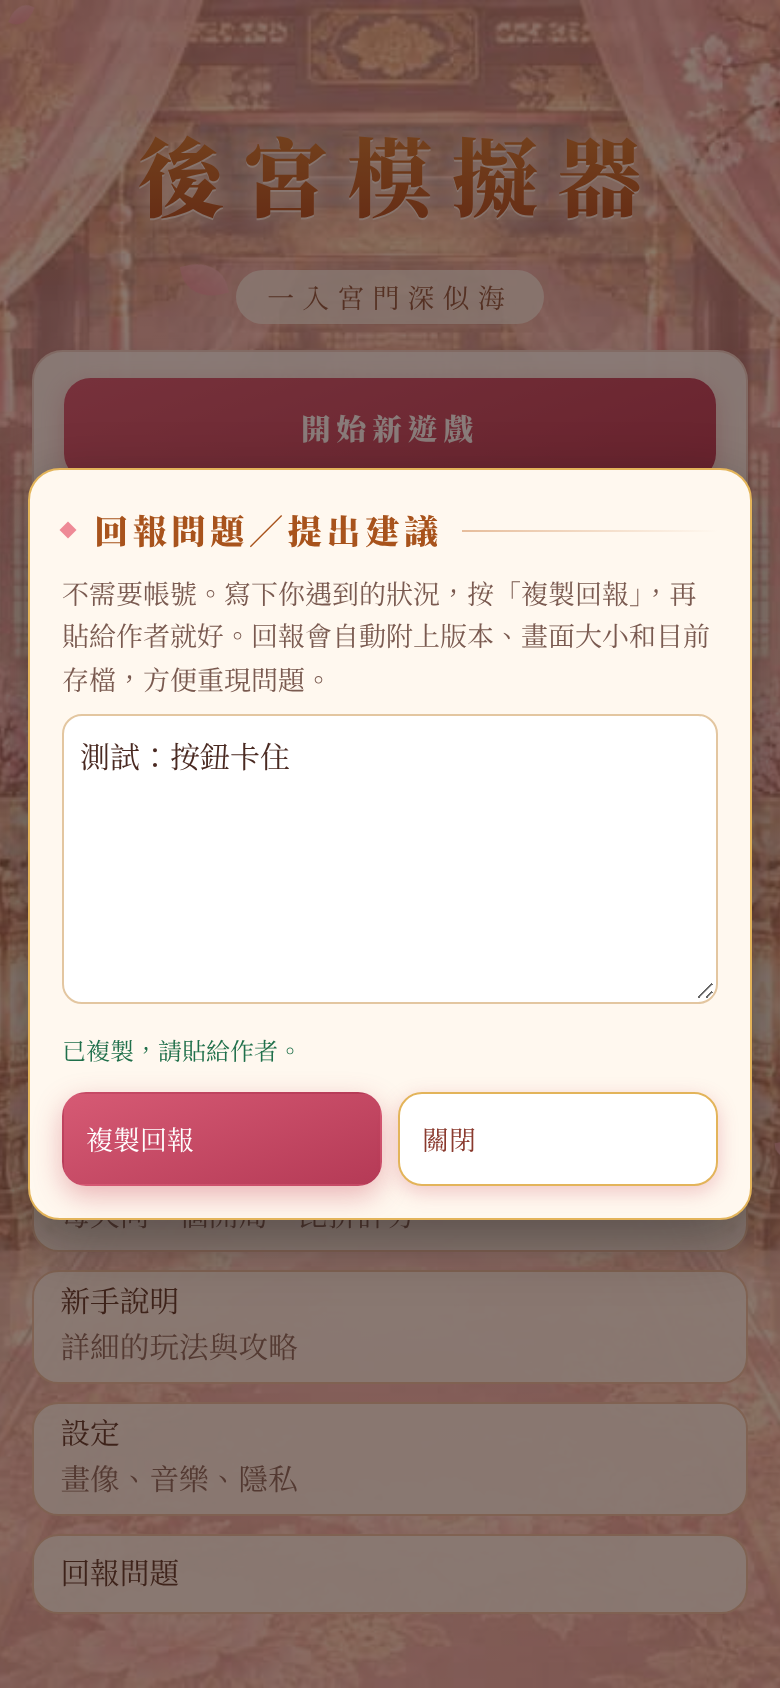 後宮模擬器
一入宮門深似海
開始新遊戲
回報問題／提出建議
不需要帳號。寫下你遇到的狀況，按「複製回報」，再
貼給作者就好。回報會自動附上版本、畫面大小和目前
存檔，方便重現問題。
測試：按鈕卡住
已複製，請貼給作者。
複製回報
關閉
新手說明
詳細的玩法與攻略
設定
畫像、音樂、隱私
回報問題